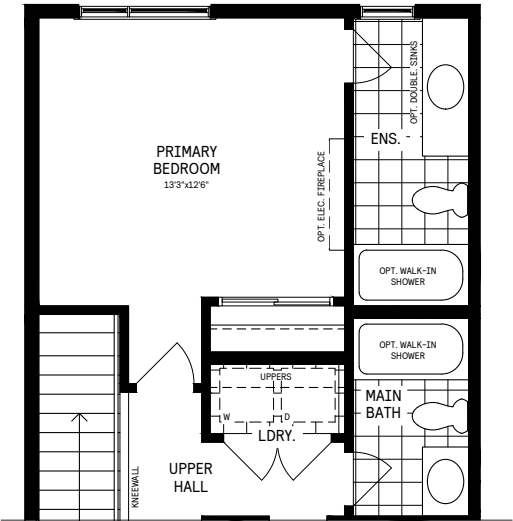 PRIMARY
BEDROOM
13'3"x12'6"
OPT. ELEC. FIREPLACE
OPT. DOUBLE. SINKS
ENS.
OPT. WALK-IN
SHOWER
OPT. WALK-IN
SHOWER
UPPERS
W
D
LDRY.
MAIN
BATH
KNEEWALL
UPPER
HALL